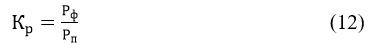 Кр = Рф/Рп (12)